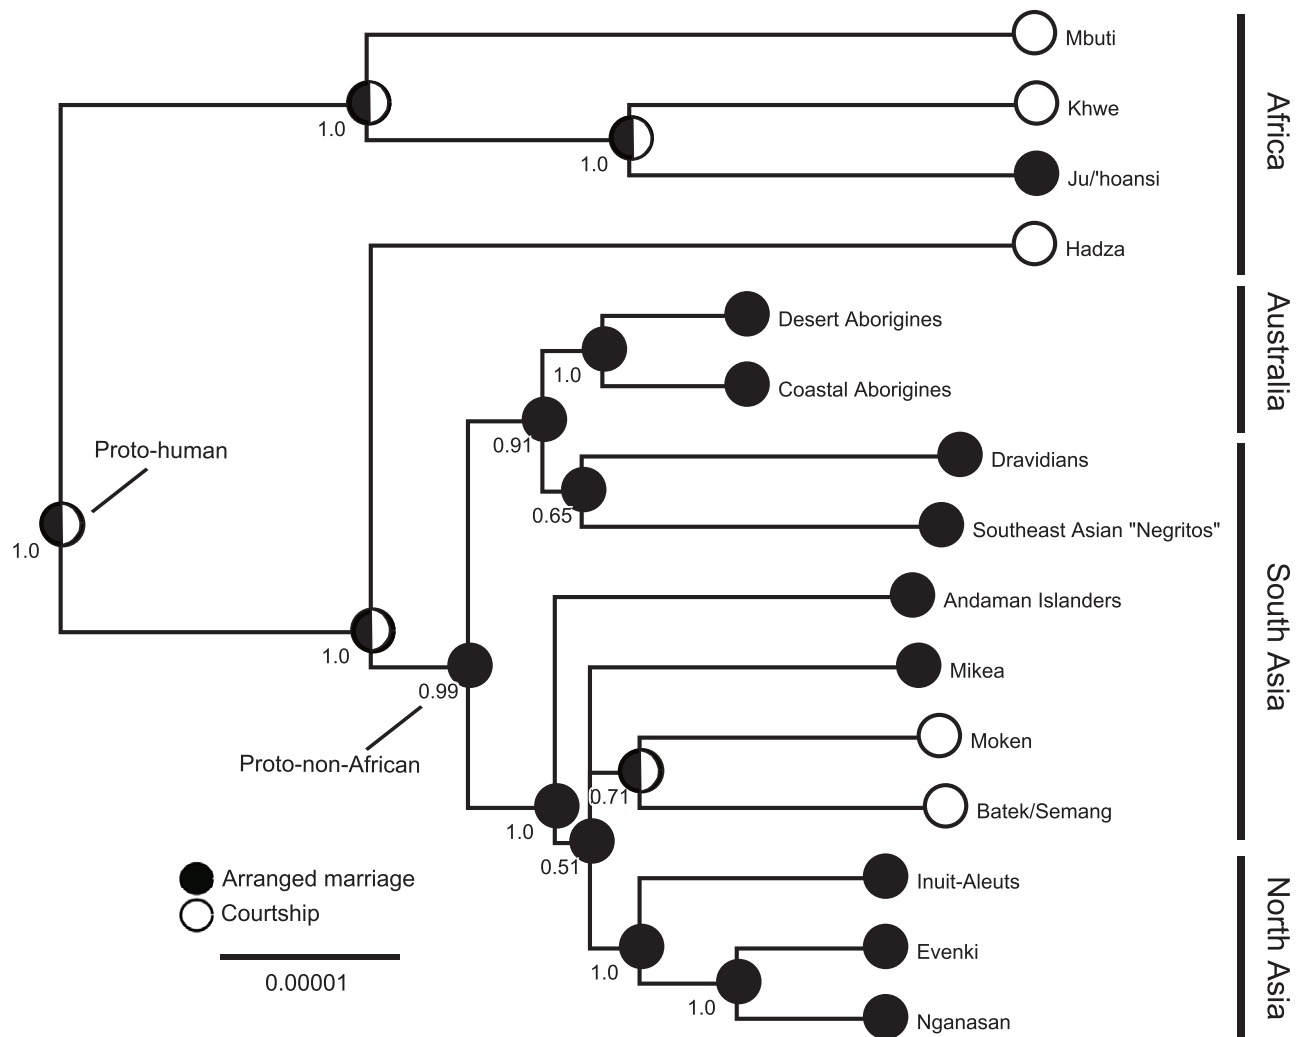 Mbuti
1.0
Khwe
1.0
Ju/'hoansi
Hadza
Desert Aborigines
1.0
Coastal Aborigines
0.91
Dravidians
0.65
Southeast Asian "Negritos"
Proto-human
1.0
Andaman Islanders
1.0
Mikea
0.99
Proto-non-African
Moken
0.71
Batek/Semang
1.0
0.51
Inuit-Aleuts
Evenki
1.0
1.0
Nganasan
Arranged marriage
Courtship
0.00001
Africa
Australia
South Asia
North Asia